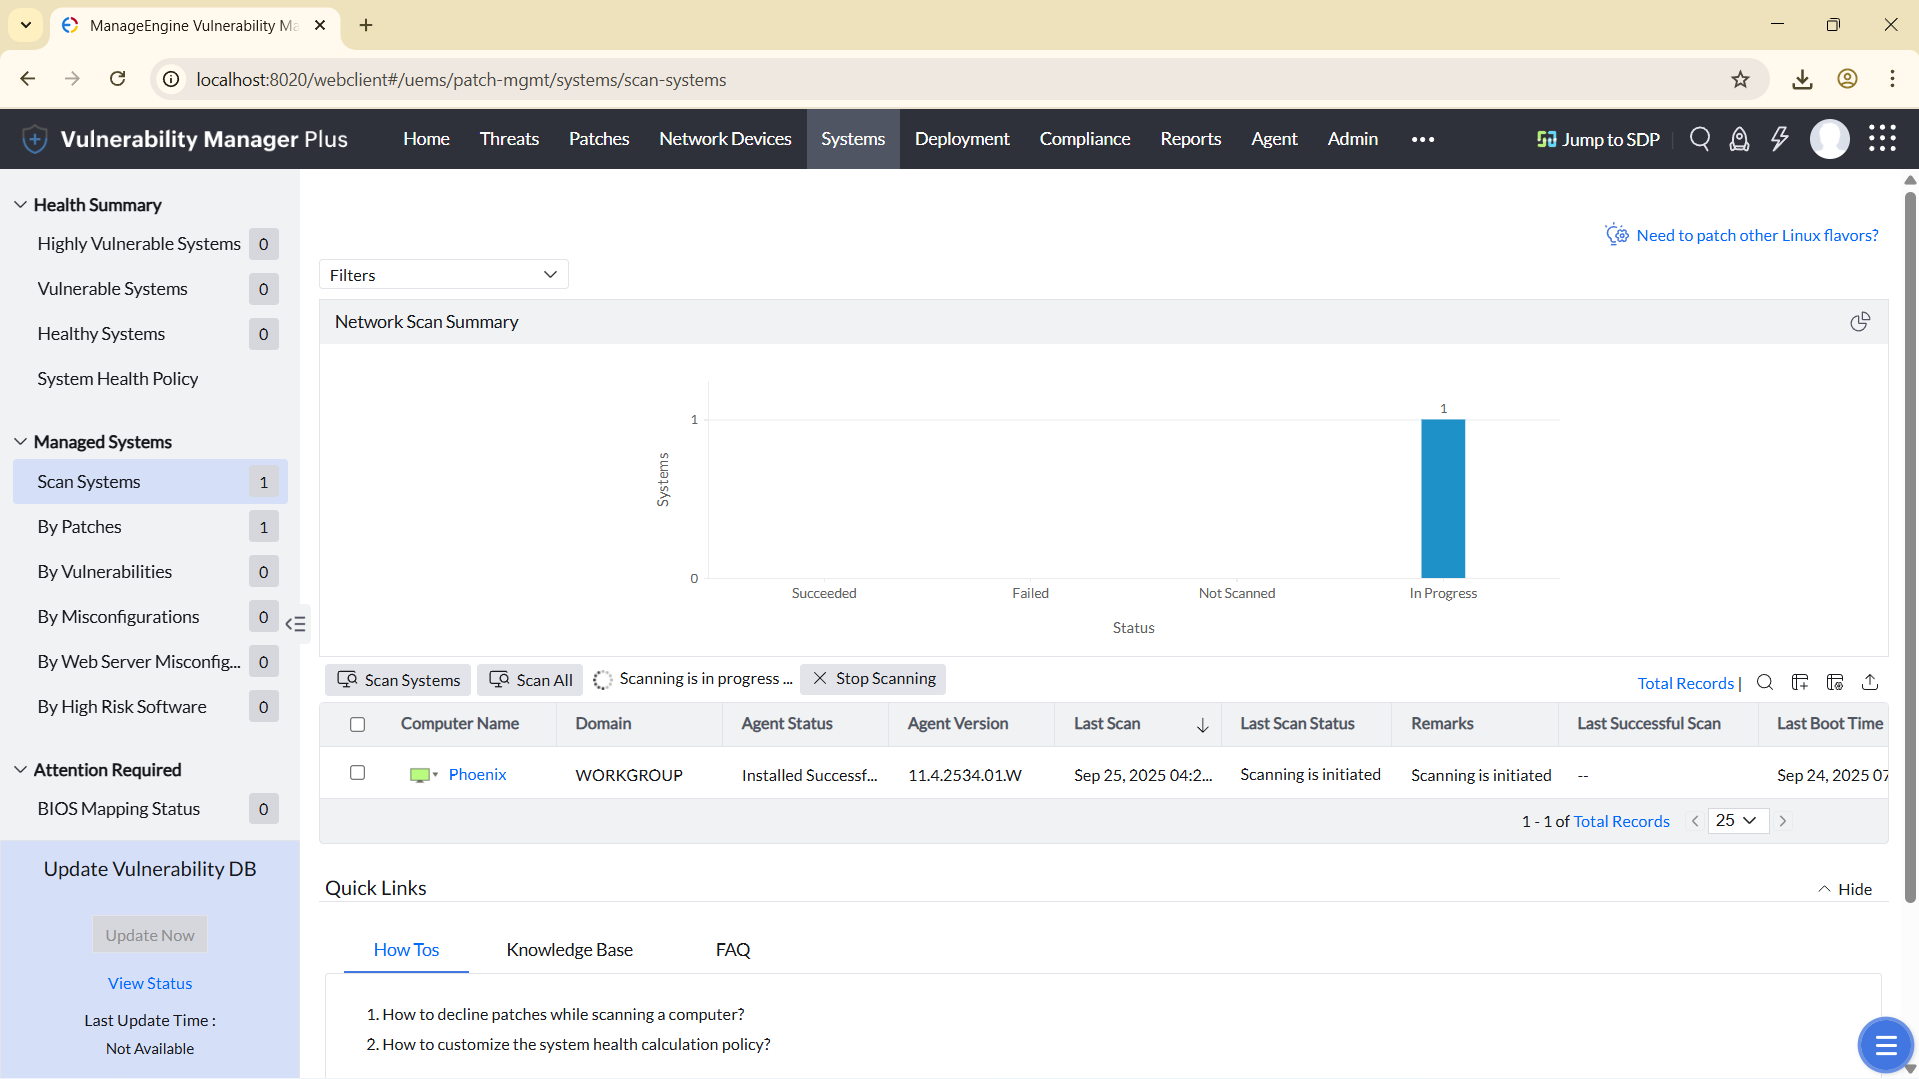 ManageEngine Vulnerability Ma
localhost:8020/webclient#/uems/patch-mgmt/systems/scan-systems
Vulnerability Manager Plus
Home
Threats
Patches
Network Devices
Systems
Deployment
Compliance
Reports
Agent
Admin
Jump to SDP
Health Summary
Highly Vulnerable Systems 0
Vulnerable Systems 0
Healthy Systems 0
System Health Policy
Managed Systems
Scan Systems 1
By Patches 1
By Vulnerabilities 0
By Misconfigurations 0
By Web Server Misconfig... 0
By High Risk Software 0
Attention Required
BIOS Mapping Status 0
Update Vulnerability DB
Update Now
View Status
Last Update Time :
Not Available
Need to patch other Linux flavors?
Filters
Network Scan Summary
1
1
Systems
0
Succeeded
Failed
Not Scanned
In Progress
Status
Scan Systems
Scan All
Scanning is in progress ...
Stop Scanning
Total Records |
Computer Name
Domain
Agent Status
Agent Version
Last Scan
Last Scan Status
Remarks
Last Successful Scan
Last Boot Time
Phoenix
WORKGROUP
Installed Successf...
11.4.2534.01.W
Sep 25, 2025 04:2...
Scanning is initiated
Scanning is initiated
--
Sep 24, 2025 07
1 - 1 of Total Records
25
Quick Links
Hide
How Tos
Knowledge Base
FAQ
1. How to decline patches while scanning a computer?
2. How to customize the system health calculation policy?